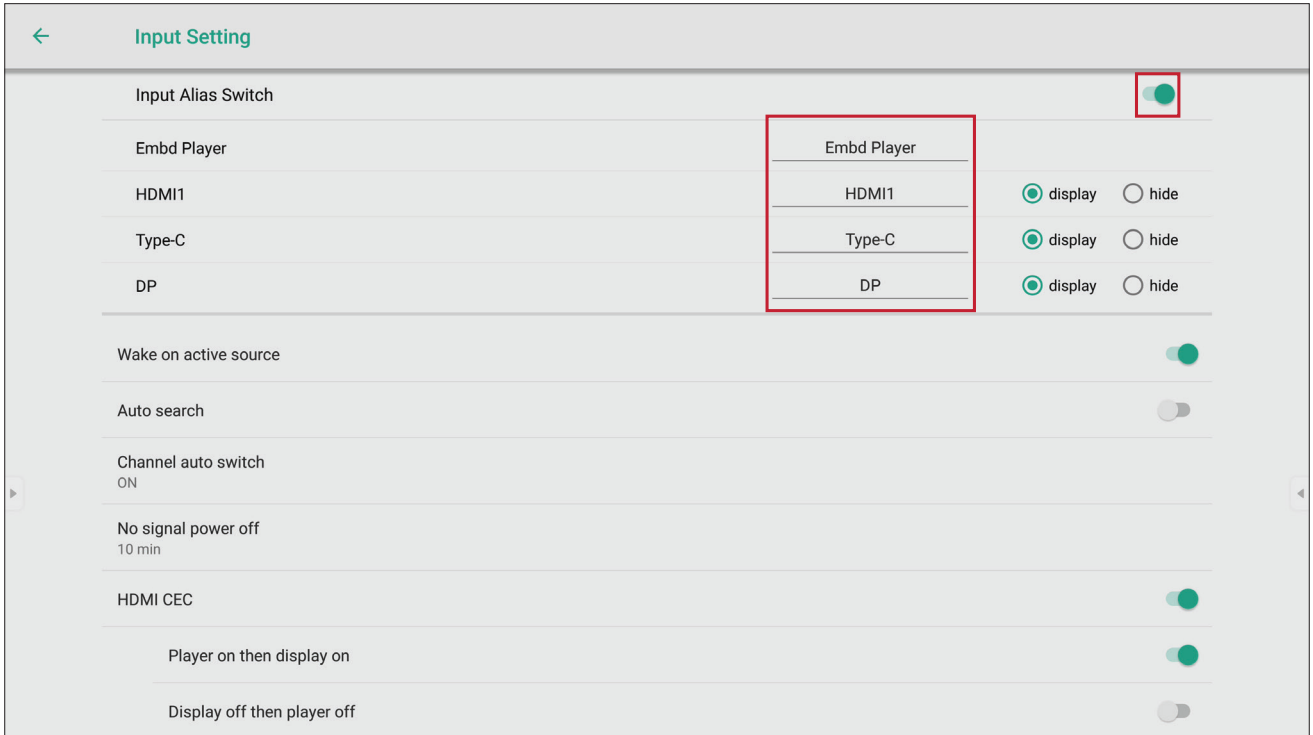 Input Setting
Input Alias Switch
Embd Player Embd Player
HDMI1 HDMI1 display hide
Type-C Type-C display hide
DP DP display hide
Wake on active source
Auto search
Channel auto switch
ON
No signal power off
10 min
HDMI CEC
Player on then display on
Display off then player off